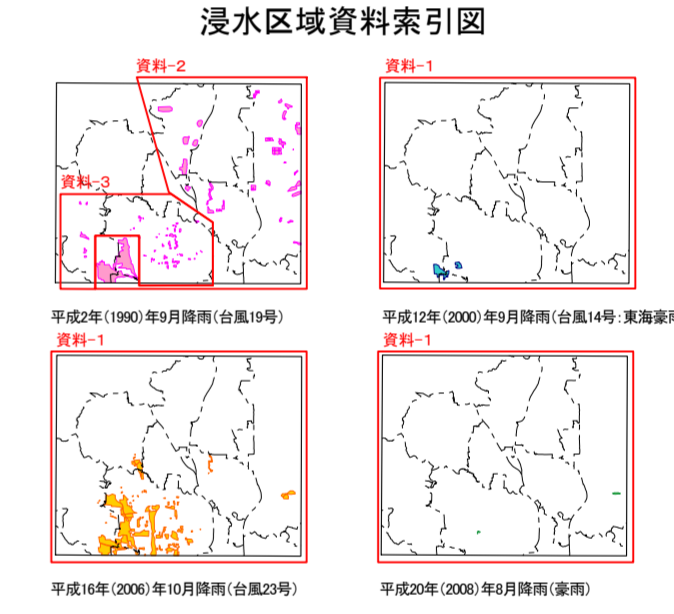 浸水区域資料索引図
資料-2
資料-1
資料-3
平成2年(1990)年9月降雨(台風19号)
平成12年(2000)年9月降雨(台風14号:東海豪雨
資料-1
資料-1
平成16年(2006)年10月降雨(台風23号)
平成20年(2008)年8月降雨(豪雨)